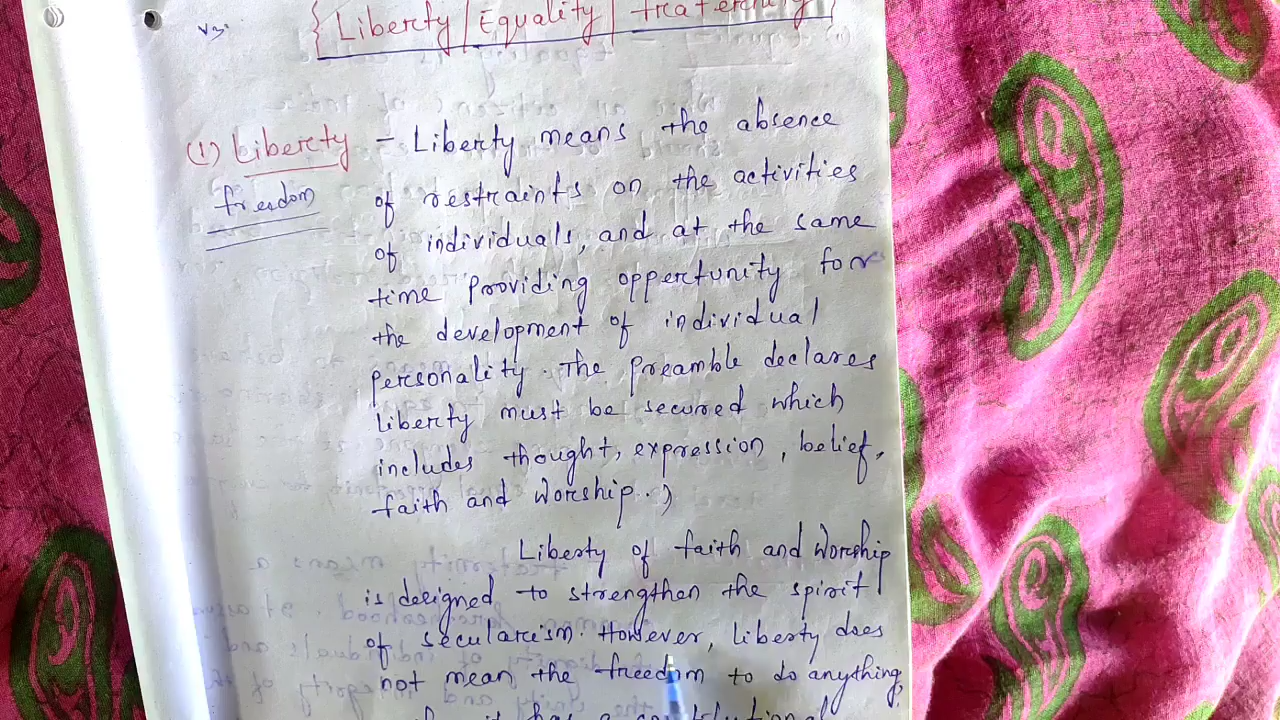 {Liberty/Equality/fraternity}
(1) Liberty - Liberty means the absence
freedom of restraints on the activities
of individuals, and at the same
time providing oppertunity for
the development of individual
personality. The preamble declares
liberty must be secured which
includes thought, expression, belief,
faith and worship.)
Liberty of faith and worship
is designed to strengthen the spirit
of secularism. However, liberty does
not mean the freedom to do anything,
it has a